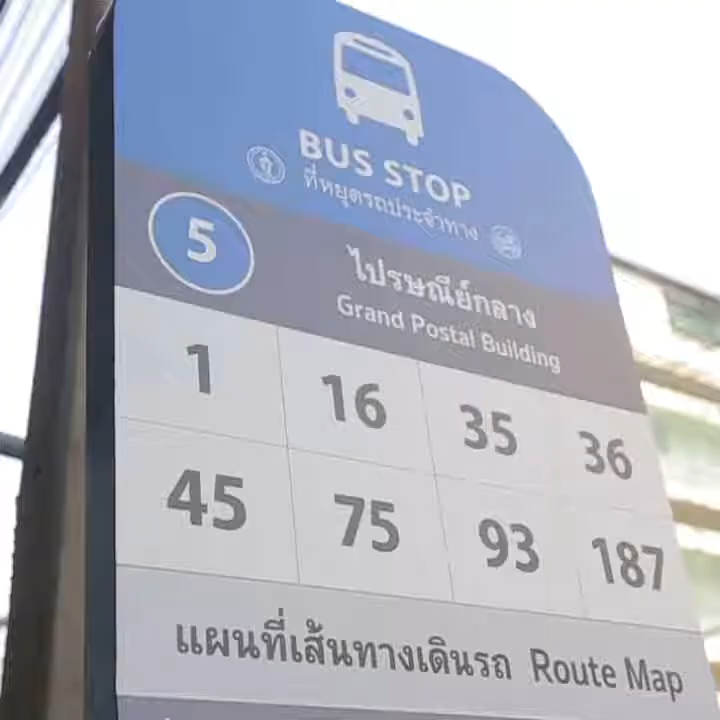 BUS STOP
ที่หยุดรถประจำทาง
5
ไปรษณีย์กลาง
Grand Postal Building
1 16 35 36
45 75 93 187
แผนที่เส้นทางเดินรถ Route Map